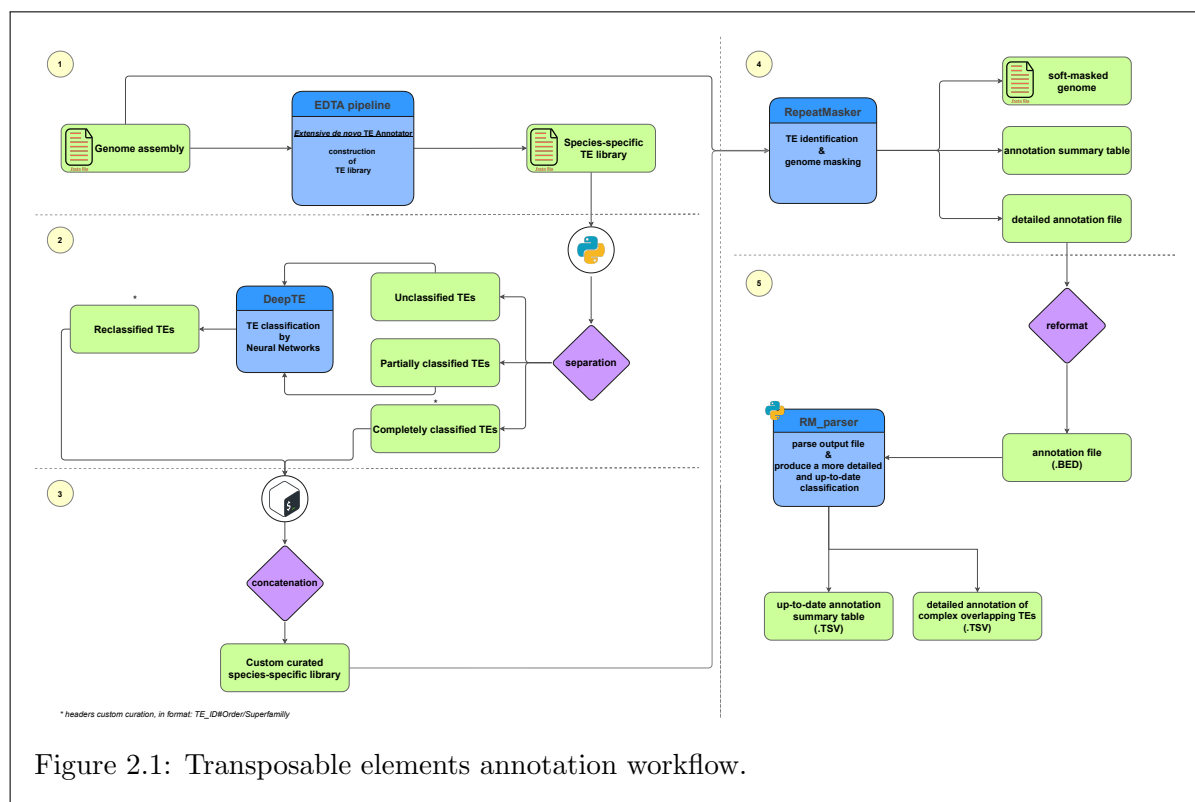 1
Genome assembly
.fasta file
EDTA pipeline
Extensive de novo TE Annotator
construction
of
TE library
Species-specific
TE library
.fasta file
2
Unclassified TEs
Partially classified TEs
*
Completely classified TEs
separation
DeepTE
TE classification
by
Neural Networks
*
Reclassified TEs
3
$_
concatenation
Custom curated
species-specific library
* headers custom curation, in format: TE_ID#Order/Superfamilly
4
RepeatMasker
TE identification
&
genome masking
soft-masked
genome
.fasta file
annotation summary table
detailed annotation file
5
reformat
annotation file
(.BED)
RM_parser
parse output file
&
produce a more detailed
and up-to-date
classification
up-to-date annotation
summary table
(.TSV)
detailed annotation of
complex overlapping TEs
(.TSV)
Figure 2.1: Transposable elements annotation workflow.